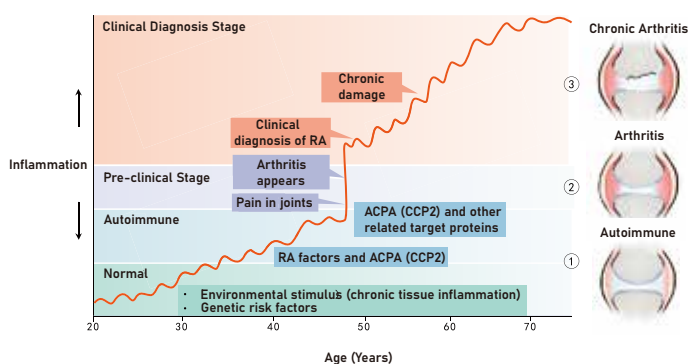 Clinical Diagnosis Stage
Chronic Arthritis
Chronic
damage
③
Clinical
diagnosis of RA
Arthritis
Inflammation
Arthritis
appears
Pre-clinical Stage
②
Pain in joints
Autoimmune
ACPA (CCP2) and other
related target proteins
Autoimmune
RA factors and ACPA (CCP2)
①
Normal
· Environmental stimulus (chronic tissue inflammation)
· Genetic risk factors
20 30 40 50 60 70
Age (Years)